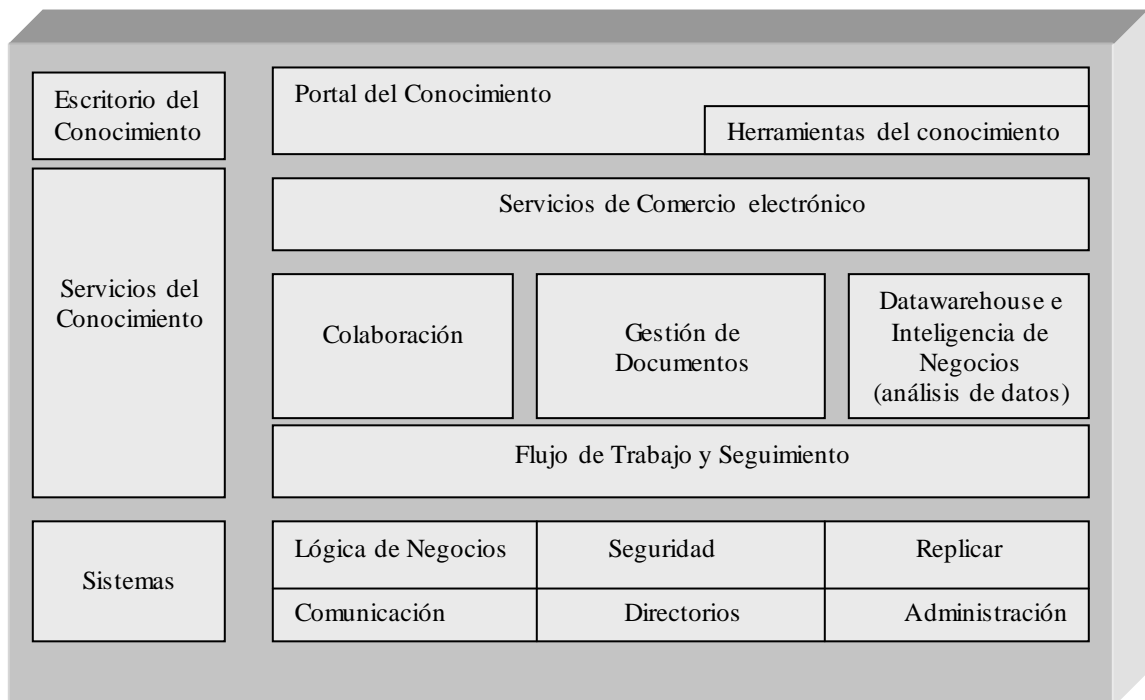 Escritorio del
Conocimiento
Portal del Conocimiento
Herramientas del conocimiento
Servicios del
Conocimiento
Servicios de Comercio electrónico
Colaboración
Gestión de
Documentos
Datawarehouse e
Inteligencia de
Negocios
(análisis de datos)
Flujo de Trabajo y Seguimiento
Sistemas
Lógica de Negocios
Seguridad
Replicar
Comunicación
Directorios
Administración